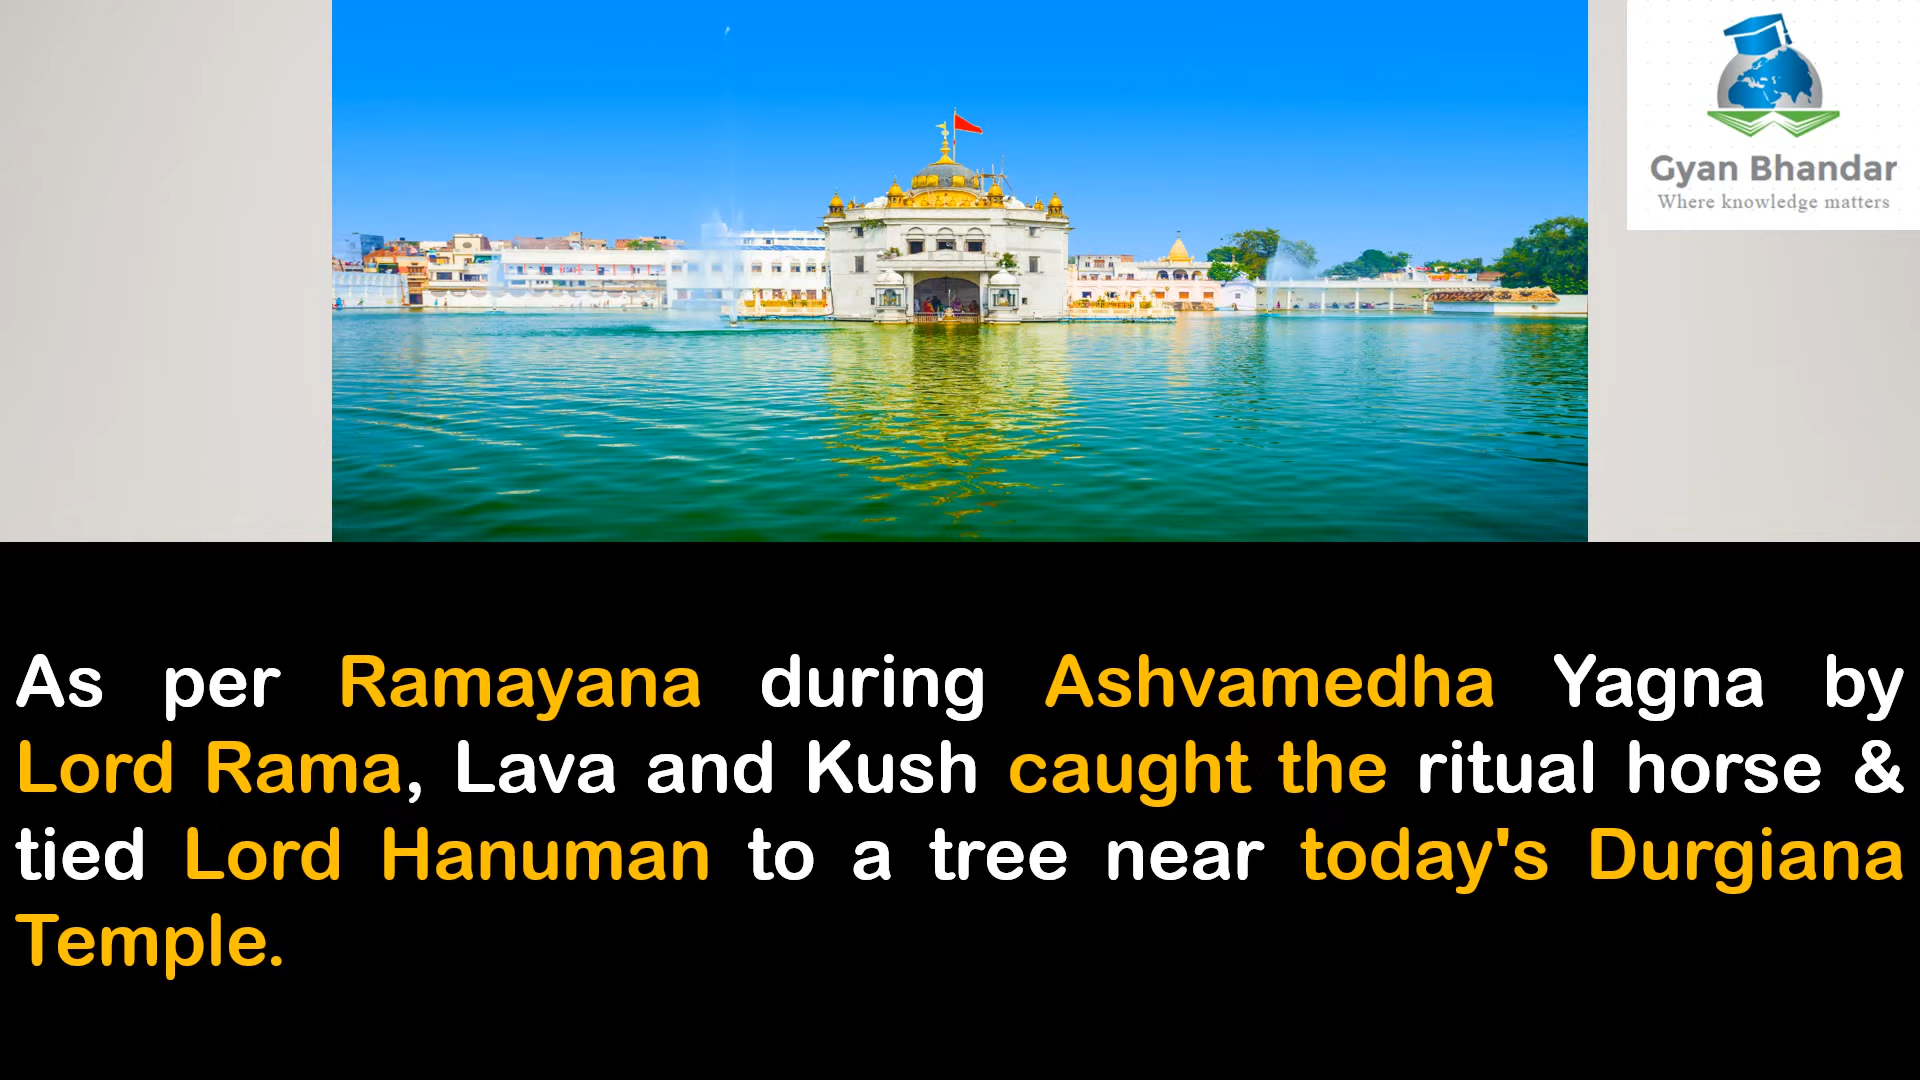 Gyan Bhandar
Where knowledge matters
As per Ramayana during Ashvamedha Yagna by
Lord Rama, Lava and Kush caught the ritual horse &
tied Lord Hanuman to a tree near today's Durgiana
Temple.